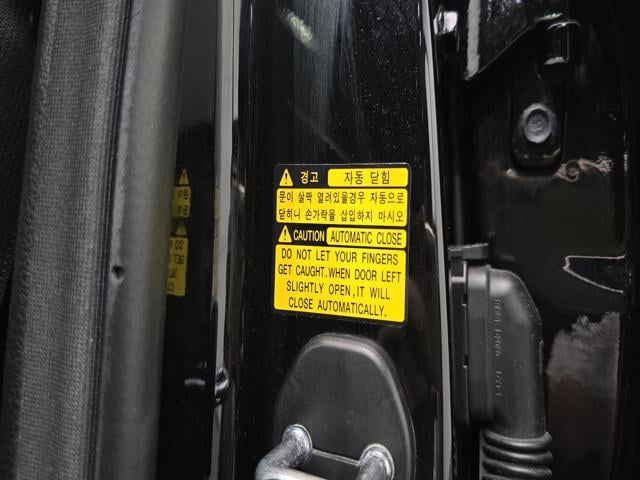 경고 자동 닫힘
문이 살짝 열려있을경우 자동으로
닫히니 손가락을 삽입하지 마시오
CAUTION AUTOMATIC CLOSE
DO NOT LET YOUR FINGERS
GET CAUGHT.WHEN DOOR LEFT
SLIGHTLY OPEN,IT WILL
CLOSE AUTOMATICALLY.